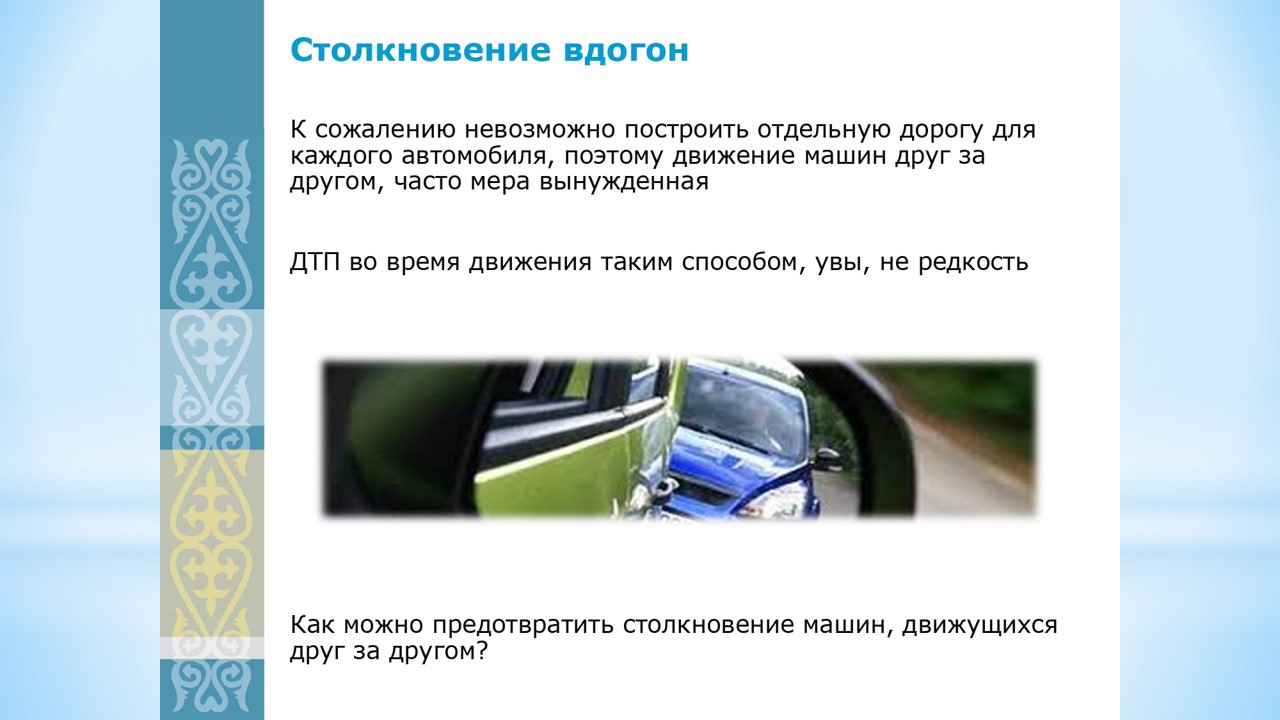 Столкновение вдогон
К сожалению невозможно построить отдельную дорогу для
каждого автомобиля, поэтому движение машин друг за
другом, часто мера вынужденная
ДТП во время движения таким способом, увы, не редкость
Как можно предотвратить столкновение машин, движущихся
друг за другом?